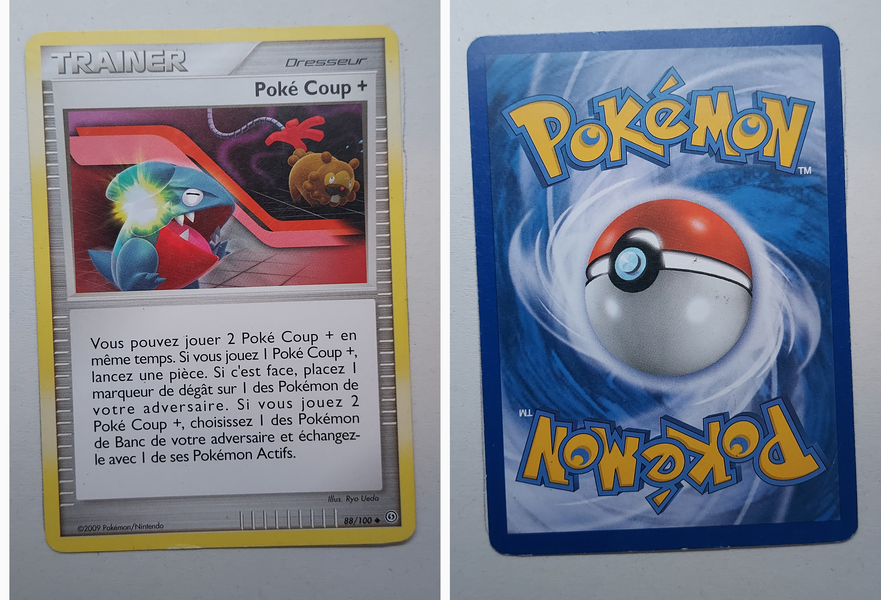 TRAINER
Dresseur
Poké Coup +
Vous pouvez jouer 2 Poké Coup + en
même temps. Si vous jouez 1 Poké Coup +,
lancez une pièce. Si c'est face, placez 1
marqueur de dégât sur 1 des Pokémon de
votre adversaire. Si vous jouez 2
Poké Coup +, choisissez 1 des Pokémon
de Banc de votre adversaire et échangez-
le avec 1 de ses Pokémon Actifs.
Illus. Ryo Ueda
©2009 Pokémon/Nintendo
88/100
Pokémon
TM
TM
Pokémon